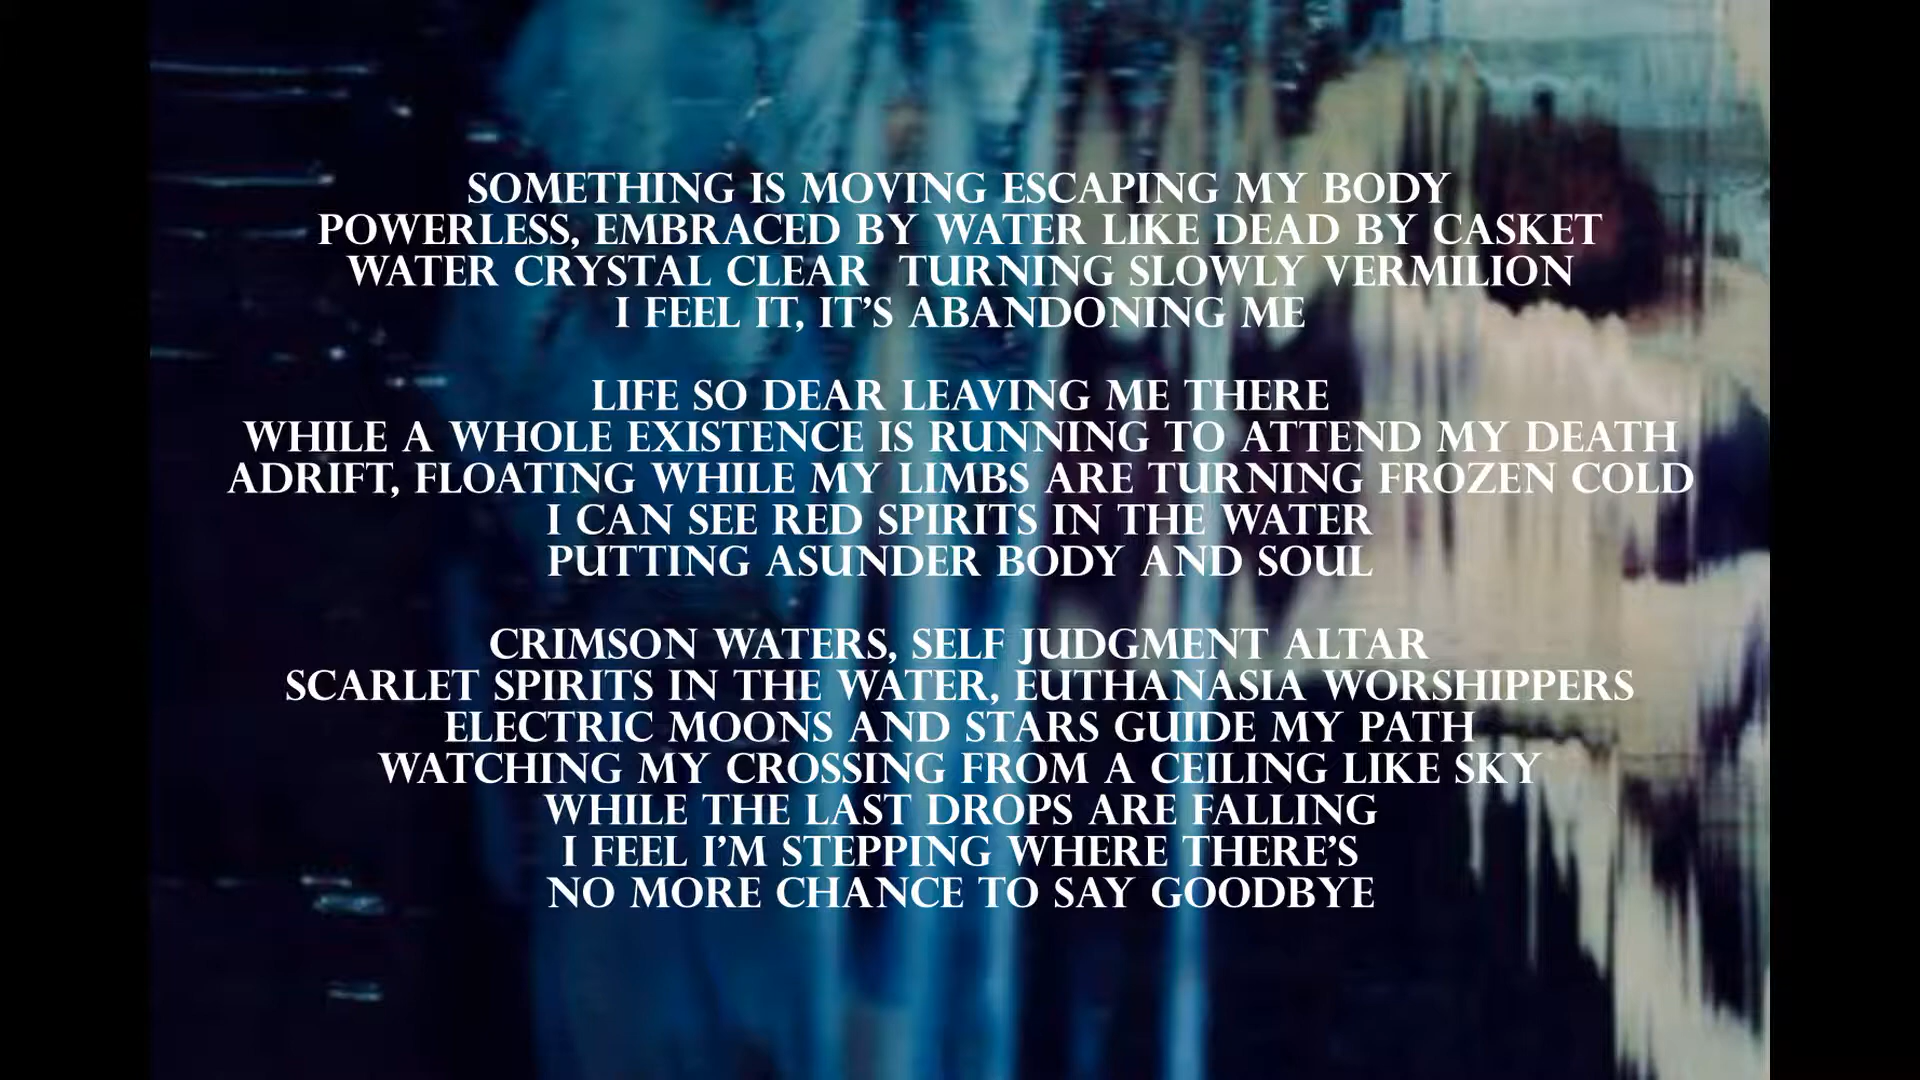 SOMETHING IS MOVING ESCAPING MY BODY
POWERLESS, EMBRACED BY WATER LIKE DEAD BY CASKET
WATER CRYSTAL CLEAR  TURNING SLOWLY VERMILION
I FEEL IT, IT'S ABANDONING ME
LIFE SO DEAR LEAVING ME THERE
WHILE A WHOLE EXISTENCE IS RUNNING TO ATTEND MY DEATH
ADRIFT, FLOATING WHILE MY LIMBS ARE TURNING FROZEN COLD
I CAN SEE RED SPIRITS IN THE WATER
PUTTING ASUNDER BODY AND SOUL
CRIMSON WATERS, SELF JUDGMENT ALTAR
SCARLET SPIRITS IN THE WATER, EUTHANASIA WORSHIPPERS
ELECTRIC MOONS AND STARS GUIDE MY PATH
WATCHING MY CROSSING FROM A CEILING LIKE SKY
WHILE THE LAST DROPS ARE FALLING
I FEEL I'M STEPPING WHERE THERE'S
NO MORE CHANCE TO SAY GOODBYE